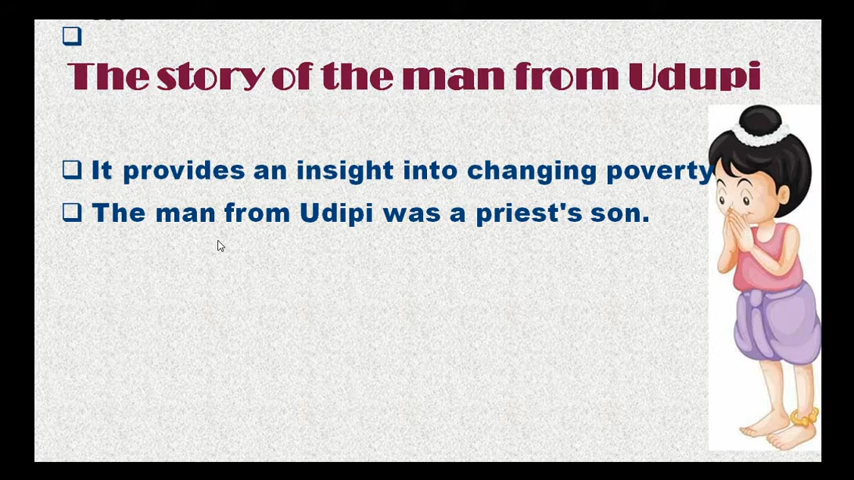 The story of the man from Udupi
It provides an insight into changing poverty
The man from Udipi was a priest's son.